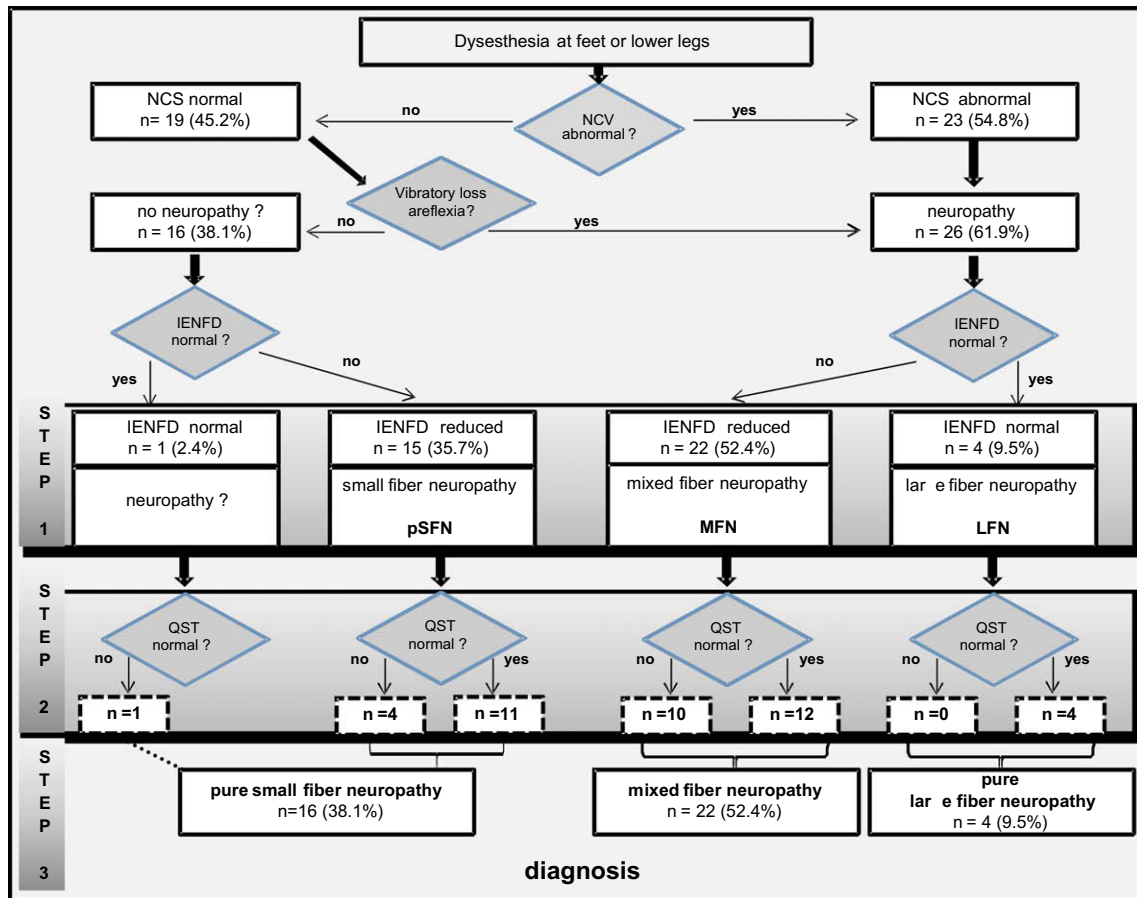 Dysesthesia at feet or lower legs
NCS normal
n= 19 (45.2%)
no
NCV
abnormal ?
yes
NCS abnormal
n = 23 (54.8%)
Vibratory loss
areflexia?
no neuropathy ?
n = 16 (38.1%)
no
yes
neuropathy
n = 26 (61.9%)
IENFD
normal ?
yes
no
IENFD
normal ?
no
yes
S
T
E
P
1
IENFD normal
n = 1 (2.4%)
neuropathy ?
IENFD reduced
n = 15 (35.7%)
small fiber neuropathy
pSFN
IENFD reduced
n = 22 (52.4%)
mixed fiber neuropathy
MFN
IENFD normal
n = 4 (9.5%)
lar e fiber neuropathy
LFN
S
T
E
P
2
QST
normal ?
no
n =1
QST
normal ?
no
yes
n =4
n =11
QST
normal ?
no
yes
n =10
n =12
QST
normal ?
no
yes
n =0
n =4
S
T
E
P
3
pure small fiber neuropathy
n=16 (38.1%)
mixed fiber neuropathy
n = 22 (52.4%)
pure
lar e fiber neuropathy
n = 4 (9.5%)
diagnosis